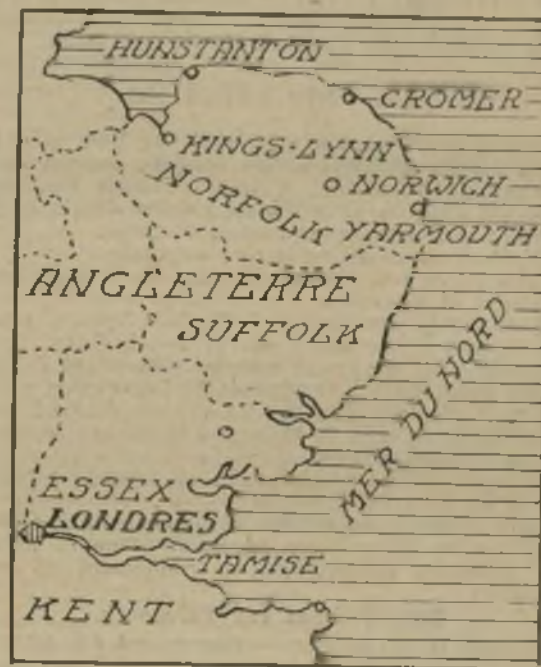 HUNSTANTON
CROMER
KINGS-LYNN
NORWICH
NORFOLK
YARMOUTH
ANGLETERRE
SUFFOLK
MER DU NORD
ESSEX
LONDRES
TAMISE
KENT